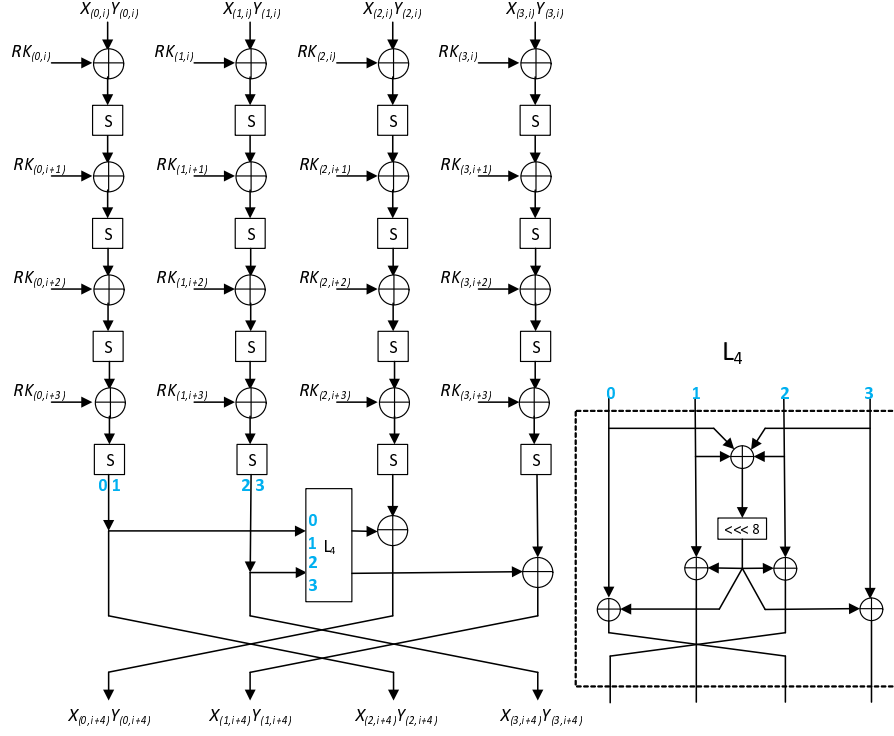 X(0,i)Y(0,i) X(1,i)Y(1,i) X(2,i)Y(2,i) X(3,i)Y(3,i)
RK(0,i) RK(1,i) RK(2,i) RK(3,i)
S S S S
RK(0,i+1) RK(1,i+1) RK(2,i+1) RK(3,i+1)
S S S S
RK(0,i+2) RK(1,i+2) RK(2,i+2) RK(3,i+2)
S S S S
RK(0,i+3) RK(1,i+3) RK(2,i+3) RK(3,i+3)
S S S S
0 1 2 3
0
1
L4
2
3
X(0,i+4)Y(0,i+4) X(1,i+4)Y(1,i+4) X(2,i+4)Y(2,i+4) X(3,i+4)Y(3,i+4)
L4
0 1 2 3
<<< 8